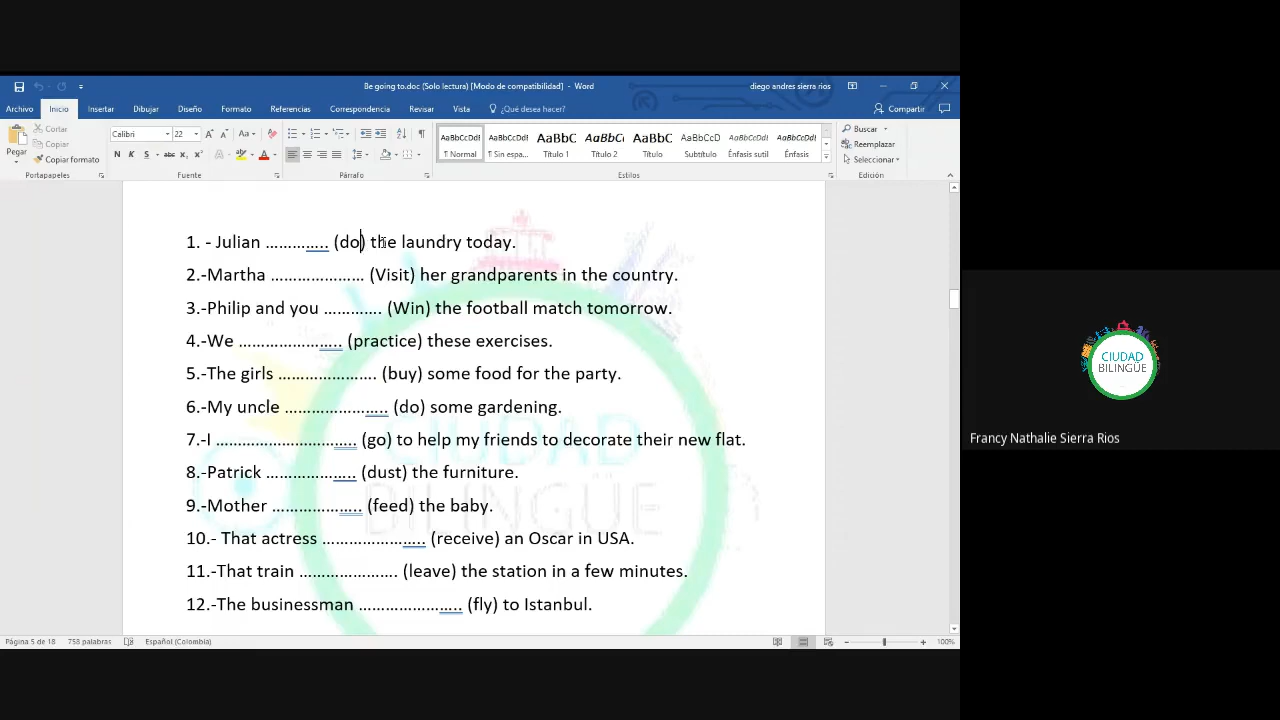 Be going to.doc (Solo lectura) [Modo de compatibilidad] - Word
diego andres sierra rios
Archivo Inicio Insertar Dibujar Diseño Formato Referencias Correspondencia Revisar Vista ¿Qué desea hacer? Compartir
Pegar
Cortar
Copiar
Copiar formato
Portapapeles
Calibri 22
N K S abc x₂ x²
Fuente
Párrafo
AaBbCcDdI AaBbCcDdI AaBbC AaBbCc AaBbC AaBbCcD AaBbCcDdI AaBbCcDdI
¶ Normal ¶ Sin espa... Título 1 Título 2 Título Subtítulo Énfasis sutil Énfasis
Estilos
Buscar
Reemplazar
Seleccionar
Edición
1. - Julian ................. (do) the laundry today.
2.-Martha ..................... (Visit) her grandparents in the country.
3.-Philip and you ............. (Win) the football match tomorrow.
4.-We ....................... (practice) these exercises.
5.-The girls ..................... (buy) some food for the party.
6.-My uncle ....................... (do) some gardening.
7.-I ................................ (go) to help my friends to decorate their new flat.
8.-Patrick .................... (dust) the furniture.
9.-Mother .................... (feed) the baby.
10.- That actress ....................... (receive) an Oscar in USA.
11.-That train ..................... (leave) the station in a few minutes.
12.-The businessman ....................... (fly) to Istanbul.
CIUDAD
BILINGÜE
Página 5 de 18 758 palabras Español (Colombia) 100%
CIUDAD
BILINGÜE
Francy Nathalie Sierra Rios